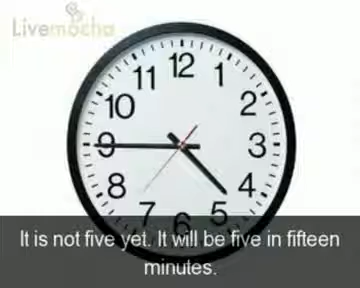 Livemocha
12
11 1
10 2
9 3
8 4
7 5
6
It is not five yet. It will be five in fifteen
minutes.